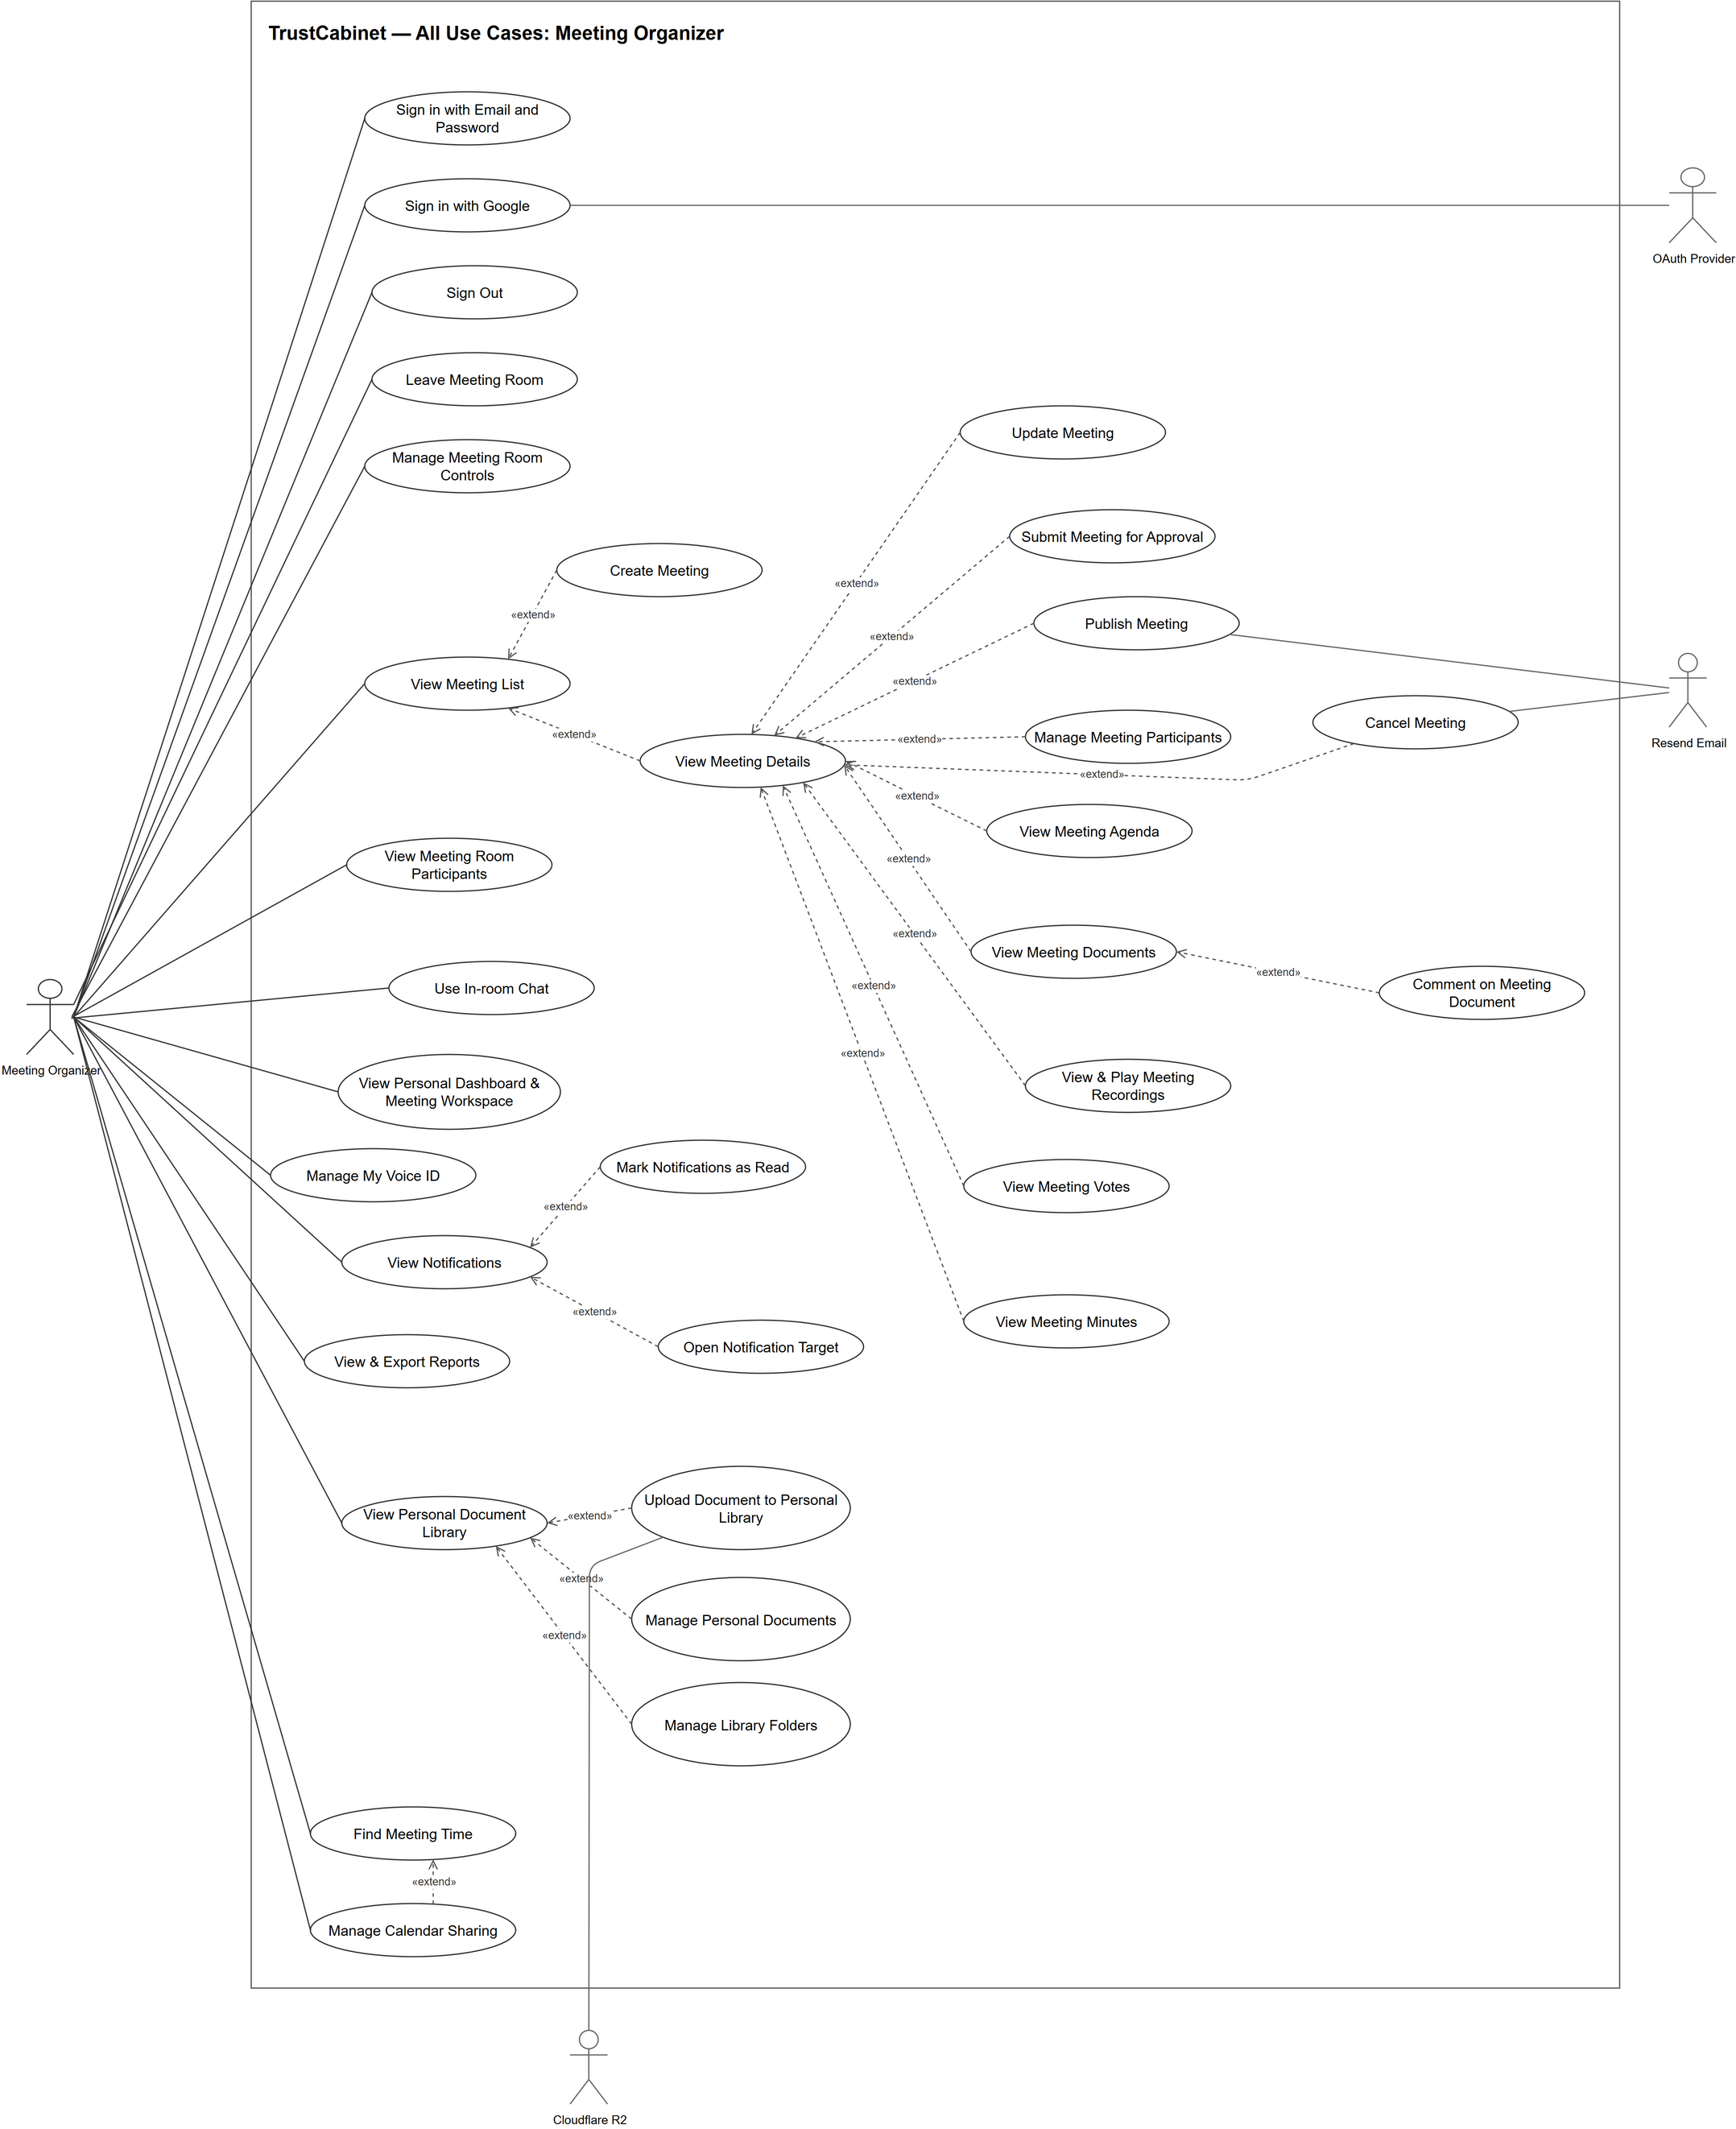 TrustCabinet — All Use Cases: Meeting Organizer
Sign in with Email and
Password
Sign in with Google
OAuth Provider
Sign Out
Leave Meeting Room
Manage Meeting Room
Controls
Update Meeting
Submit Meeting for Approval
Create Meeting
«extend»
«extend»
«extend»
Publish Meeting
View Meeting List
«extend»
«extend»
«extend»
Manage Meeting Participants
Cancel Meeting
Resend Email
View Meeting Details
«extend»
«extend»
View Meeting Agenda
View Meeting Room
Participants
«extend»
«extend»
View Meeting Documents
«extend»
Comment on Meeting
Document
Use In-room Chat
«extend»
«extend»
Meeting Organizer
View Personal Dashboard &
Meeting Workspace
View & Play Meeting
Recordings
Manage My Voice ID
Mark Notifications as Read
View Meeting Votes
«extend»
View Notifications
«extend»
View Meeting Minutes
Open Notification Target
View & Export Reports
View Personal Document
Library
«extend»
Upload Document to Personal
Library
«extend»
Manage Personal Documents
«extend»
Manage Library Folders
Find Meeting Time
«extend»
Manage Calendar Sharing
Cloudflare R2